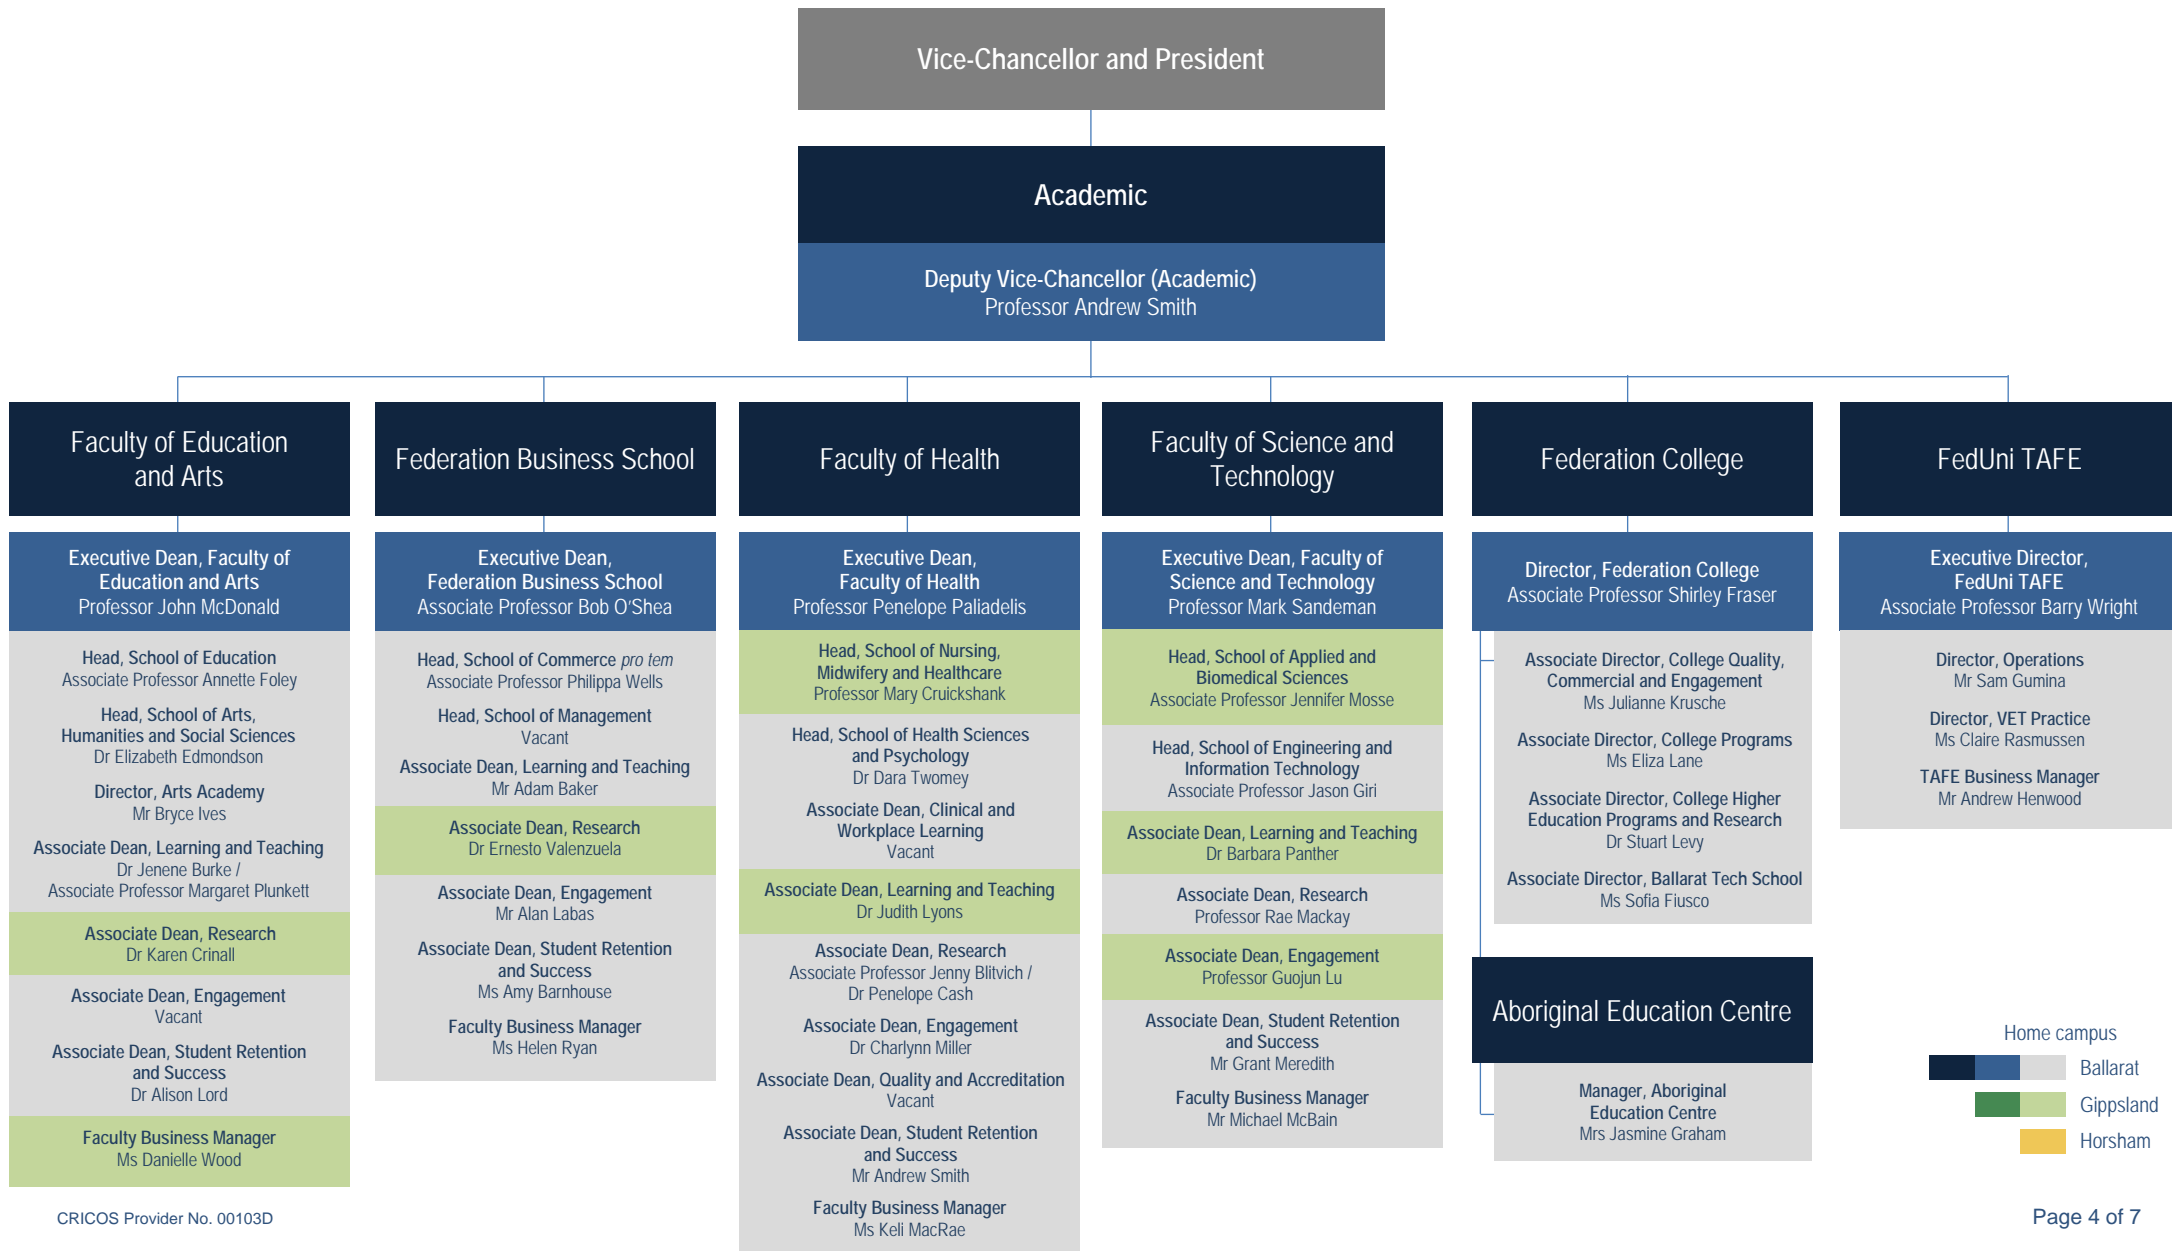 Vice-Chancellor and President
Academic
Deputy Vice-Chancellor (Academic)
Professor Andrew Smith
Faculty of Education
and Arts
Executive Dean, Faculty of
Education and Arts
Professor John McDonald
Head, School of Education
Associate Professor Annette Foley
Head, School of Arts,
Humanities and Social Sciences
Dr Elizabeth Edmondson
Director, Arts Academy
Mr Bryce Ives
Associate Dean, Learning and Teaching
Dr Jenene Burke /
Associate Professor Margaret Plunkett
Associate Dean, Research
Dr Karen Crinall
Associate Dean, Engagement
Vacant
Associate Dean, Student Retention
and Success
Dr Alison Lord
Faculty Business Manager
Ms Danielle Wood
Federation Business School
Executive Dean,
Federation Business School
Associate Professor Bob O'Shea
Head, School of Commerce pro tem
Associate Professor Philippa Wells
Head, School of Management
Vacant
Associate Dean, Learning and Teaching
Mr Adam Baker
Associate Dean, Research
Dr Ernesto Valenzuela
Associate Dean, Engagement
Mr Alan Labas
Associate Dean, Student Retention
and Success
Ms Amy Barnhouse
Faculty Business Manager
Ms Helen Ryan
Faculty of Health
Executive Dean,
Faculty of Health
Professor Penelope Paliadelis
Head, School of Nursing,
Midwifery and Healthcare
Professor Mary Cruickshank
Head, School of Health Sciences
and Psychology
Dr Dara Twomey
Associate Dean, Clinical and
Workplace Learning
Vacant
Associate Dean, Learning and Teaching
Dr Judith Lyons
Associate Dean, Research
Associate Professor Jenny Blitvich /
Dr Penelope Cash
Associate Dean, Engagement
Dr Charlynn Miller
Associate Dean, Quality and Accreditation
Vacant
Associate Dean, Student Retention
and Success
Mr Andrew Smith
Faculty Business Manager
Ms Keli MacRae
Faculty of Science and
Technology
Executive Dean, Faculty of
Science and Technology
Professor Mark Sandeman
Head, School of Applied and
Biomedical Sciences
Associate Professor Jennifer Mosse
Head, School of Engineering and
Information Technology
Associate Professor Jason Giri
Associate Dean, Learning and Teaching
Dr Barbara Panther
Associate Dean, Research
Professor Rae Mackay
Associate Dean, Engagement
Professor Guojun Lu
Associate Dean, Student Retention
and Success
Mr Grant Meredith
Faculty Business Manager
Mr Michael McBain
Federation College
Director, Federation College
Associate Professor Shirley Fraser
Associate Director, College Quality,
Commercial and Engagement
Ms Julianne Krusche
Associate Director, College Programs
Ms Eliza Lane
Associate Director, College Higher
Education Programs and Research
Dr Stuart Levy
Associate Director, Ballarat Tech School
Ms Sofia Fiusco
Aboriginal Education Centre
Manager, Aboriginal
Education Centre
Mrs Jasmine Graham
FedUni TAFE
Executive Director,
FedUni TAFE
Associate Professor Barry Wright
Director, Operations
Mr Sam Gumina
Director, VET Practice
Ms Claire Rasmussen
TAFE Business Manager
Mr Andrew Henwood
Home campus
Ballarat
Gippsland
Horsham
CRICOS Provider No. 00103D
Page 4 of 7